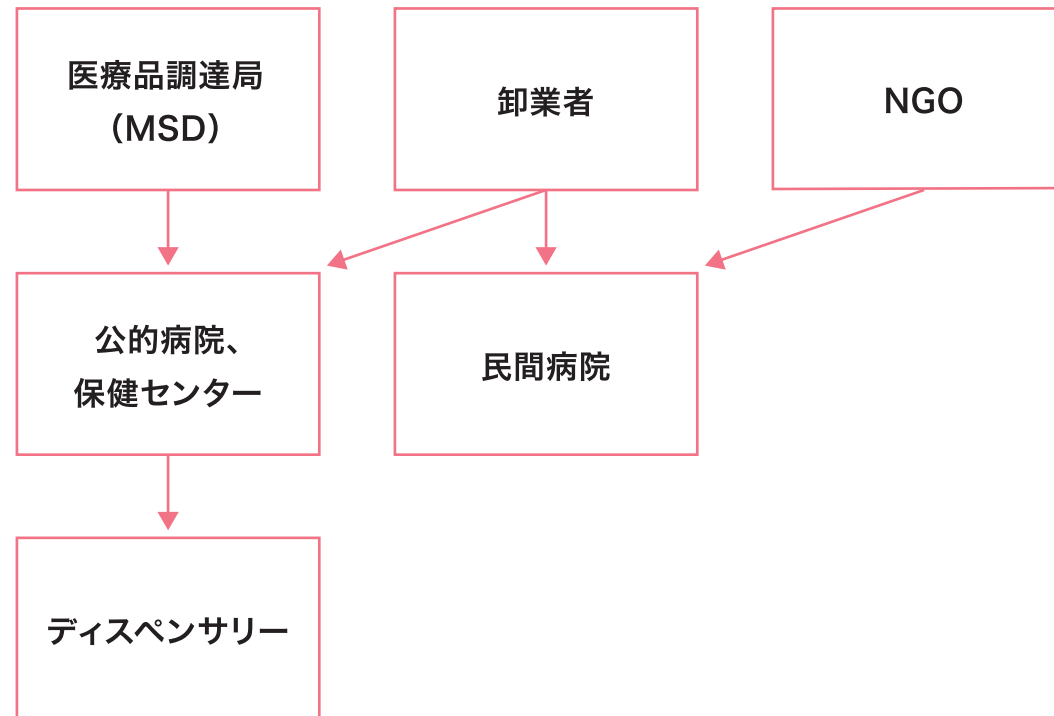 医療品調達局
（MSD）
卸業者
NGO
公的病院、
保健センター
民間病院
ディスペンサリー